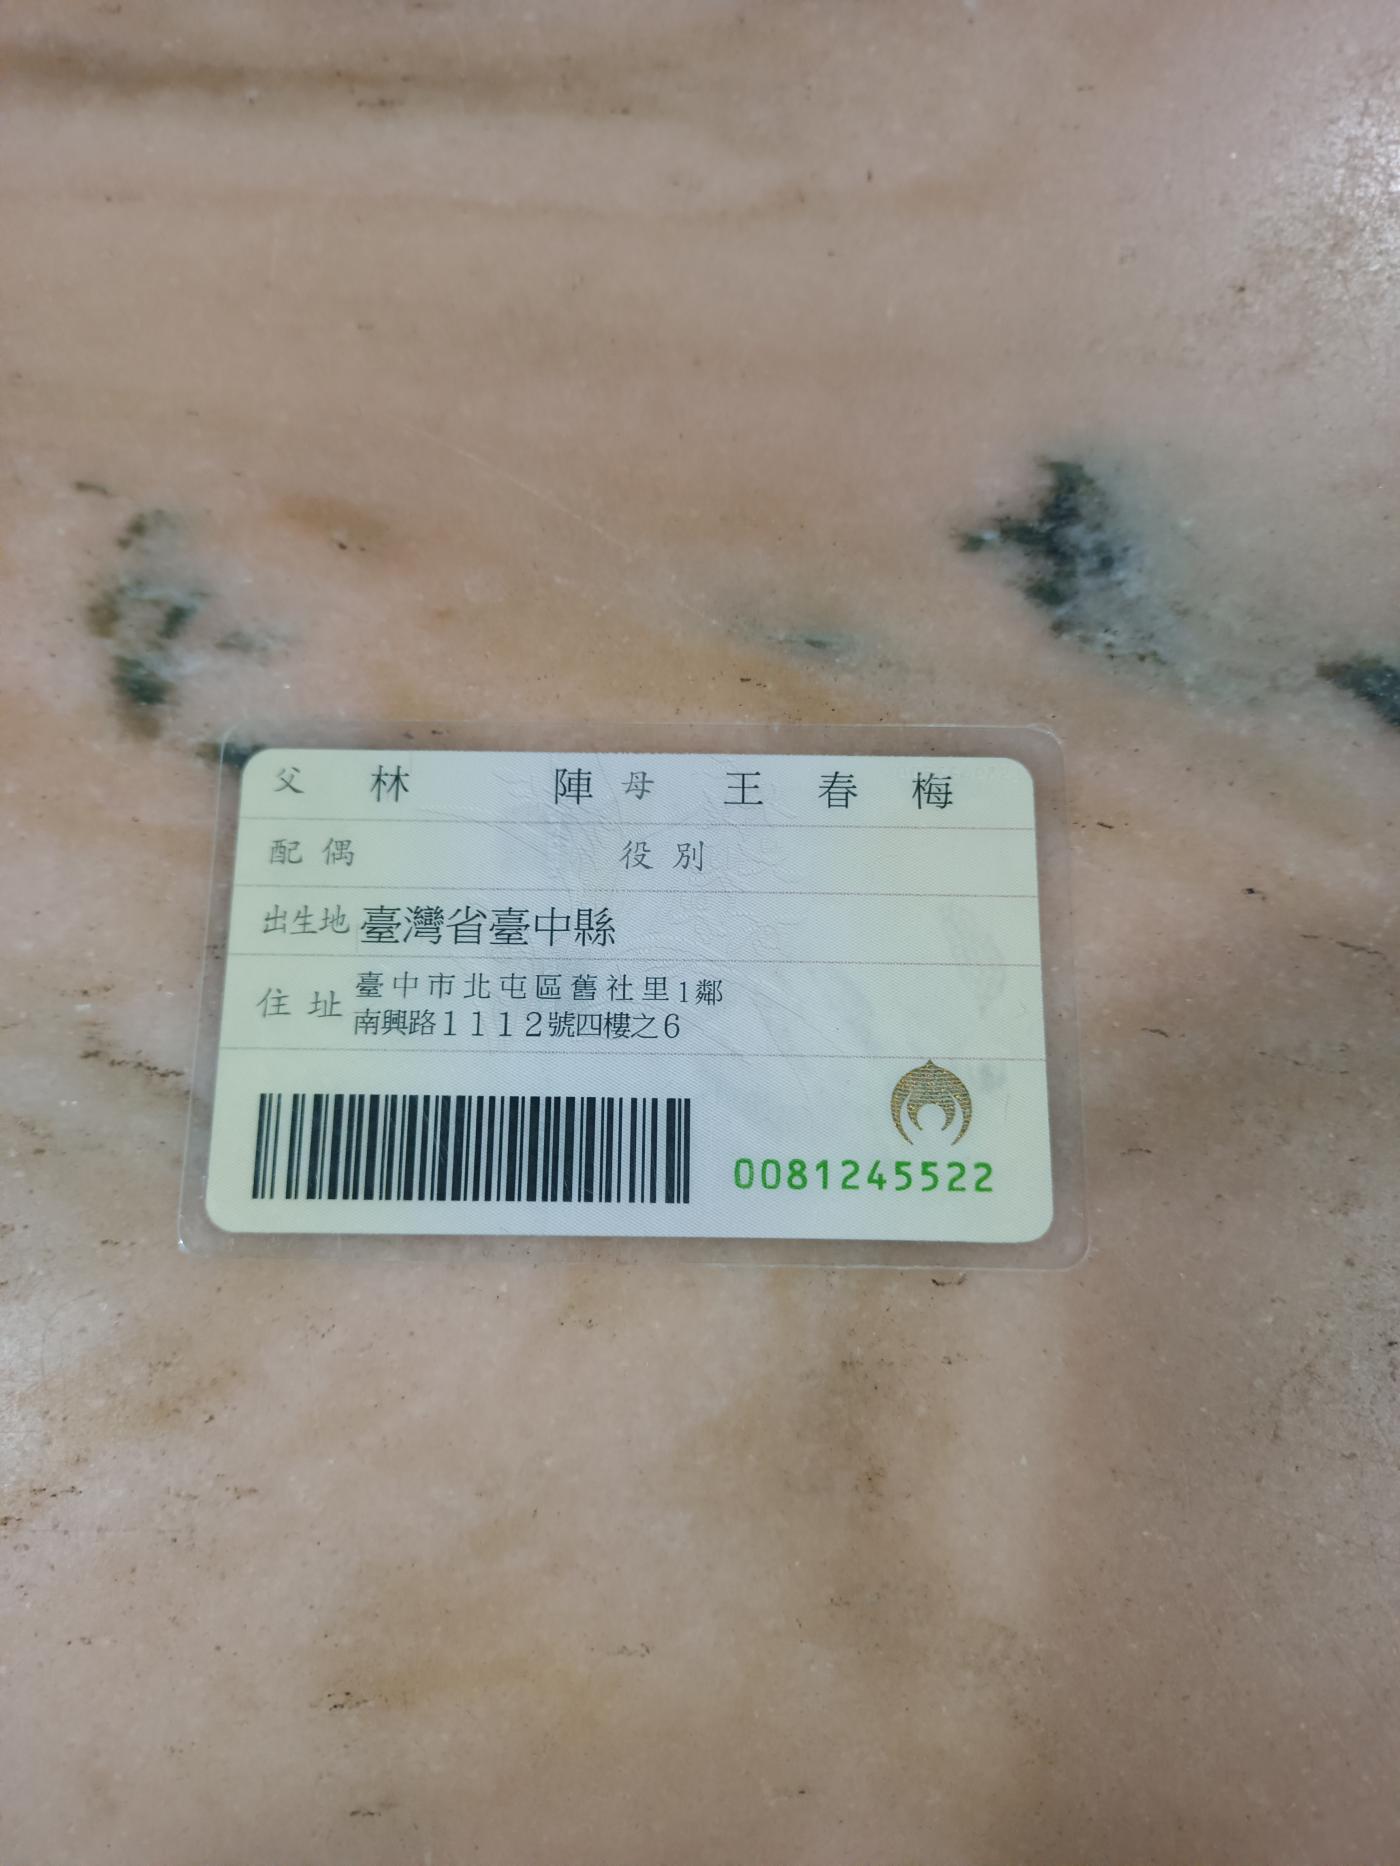 父 林 陣 母 王 春 梅
配偶 役別
出生地 臺灣省臺中縣
住址 臺中市北屯區舊社里1鄰
南興路1112號四樓之6
0081245522